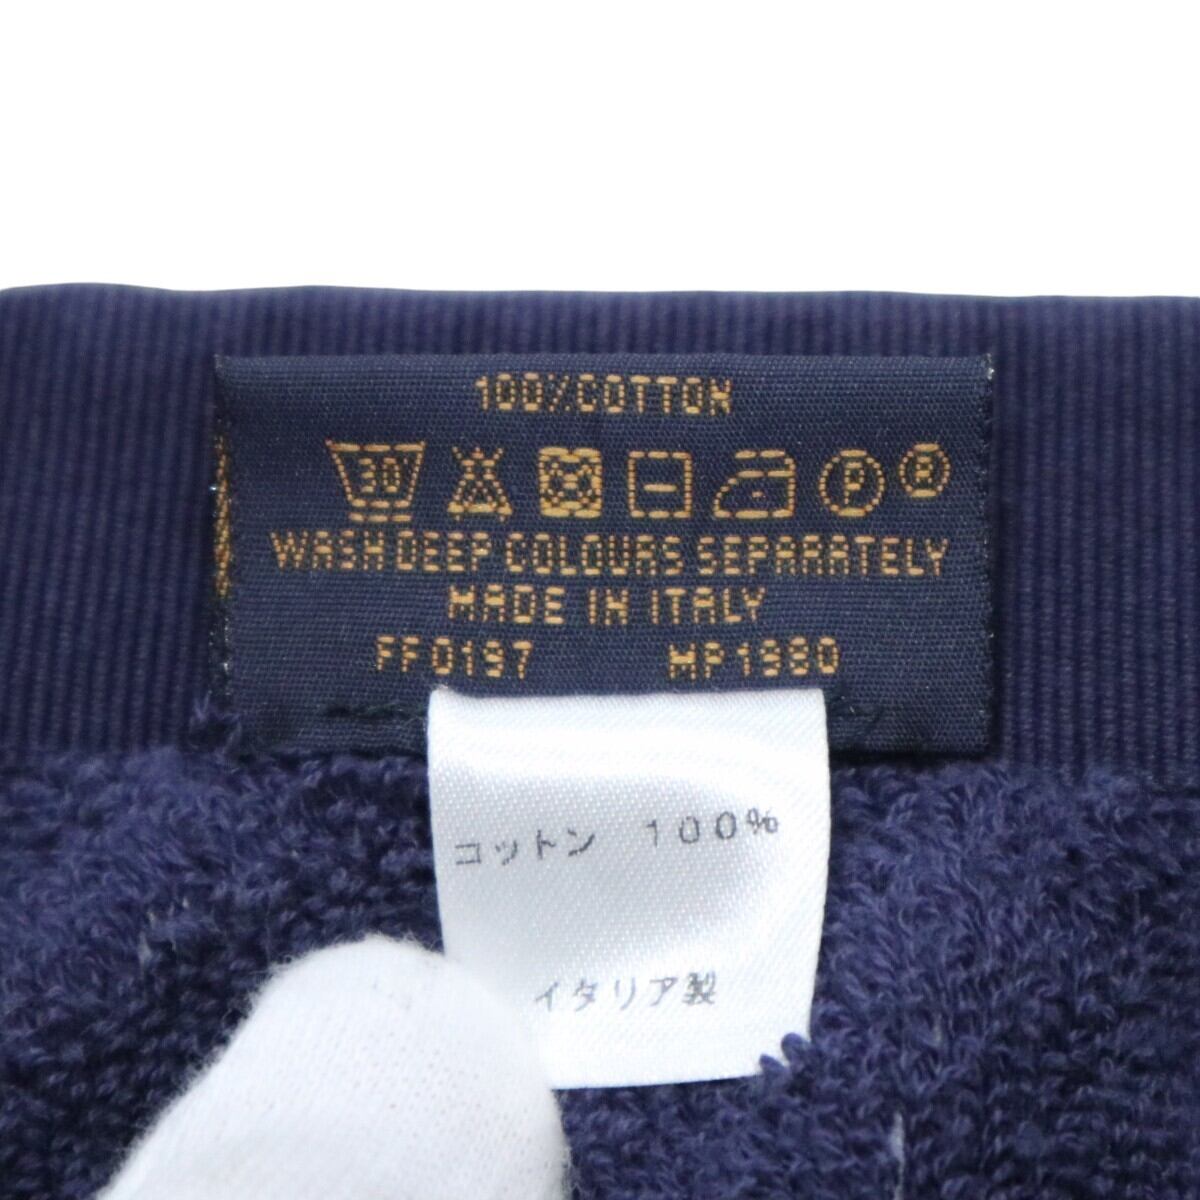 100%COTTON
30 P R
WASH DEEP COLOURS SEPARATELY
MADE IN ITALY
FF0197 MP1980
コットン 100%
イタリア製